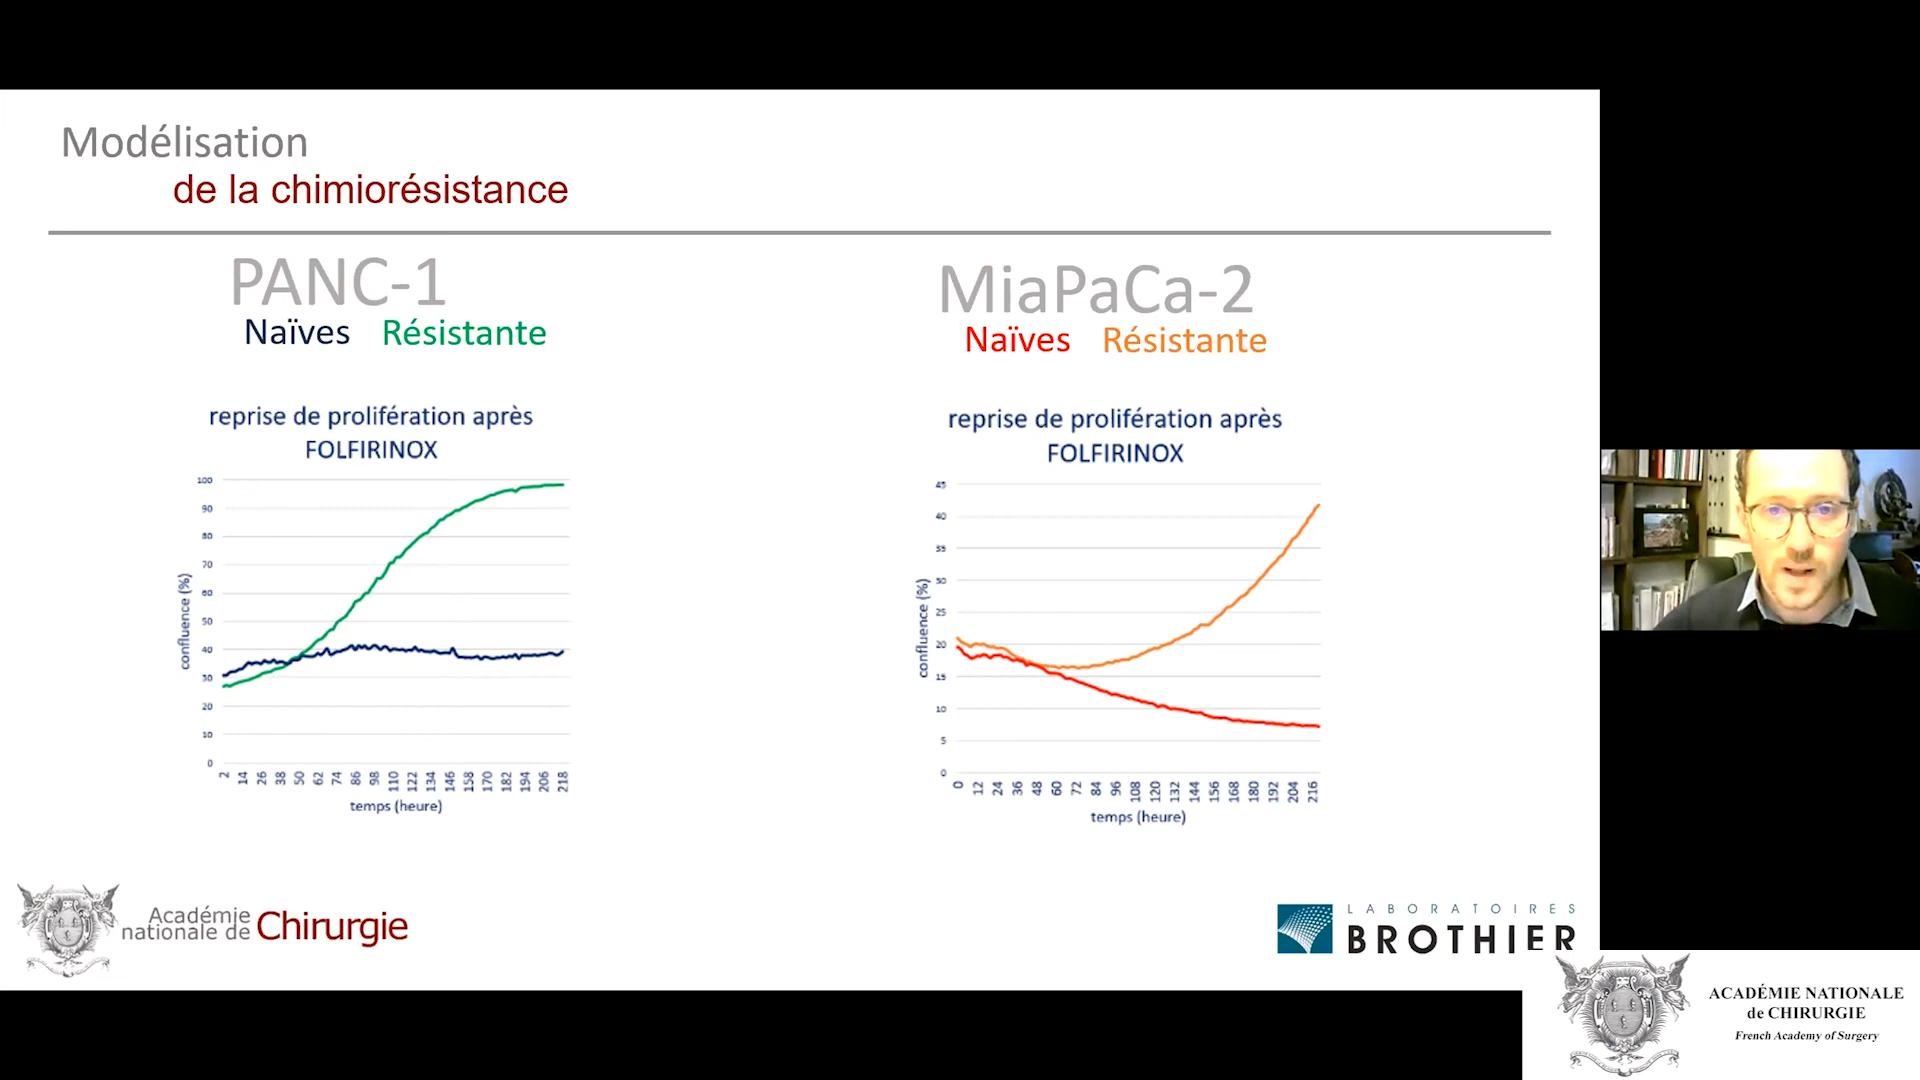 Modélisation
de la chimiorésistance
PANC-1
Naïves Résistante
reprise de prolifération après
FOLFIRINOX
100
90
80
70
60
50
40
30
20
10
0
confluence (%)
2 14 26 38 50 62 74 86 98 110 122 134 146 158 170 182 194 206 218
temps (heure)
MiaPaCa-2
Naïves Résistante
reprise de prolifération après
FOLFIRINOX
45
40
35
30
25
20
15
10
5
0
confluence (%)
0 12 24 36 48 60 72 84 96 108 120 132 144 156 168 180 192 204 216
temps (heure)
Académie
nationale de Chirurgie
LABORATOIRES
BROTHIER
ACADÉMIE NATIONALE
de CHIRURGIE
French Academy of Surgery